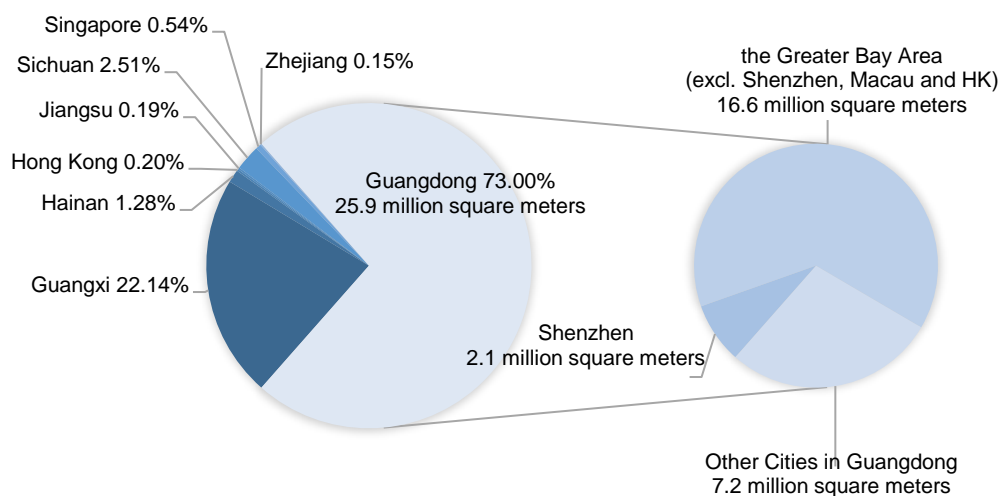 Singapore 0.54%
Sichuan 2.51%
Jiangsu 0.19%
Hong Kong 0.20%
Hainan 1.28%
Guangxi 22.14%
Zhejiang 0.15%
Guangdong 73.00%
25.9 million square meters
the Greater Bay Area
(excl. Shenzhen, Macau and HK)
16.6 million square meters
Shenzhen
2.1 million square meters
Other Cities in Guangdong
7.2 million square meters